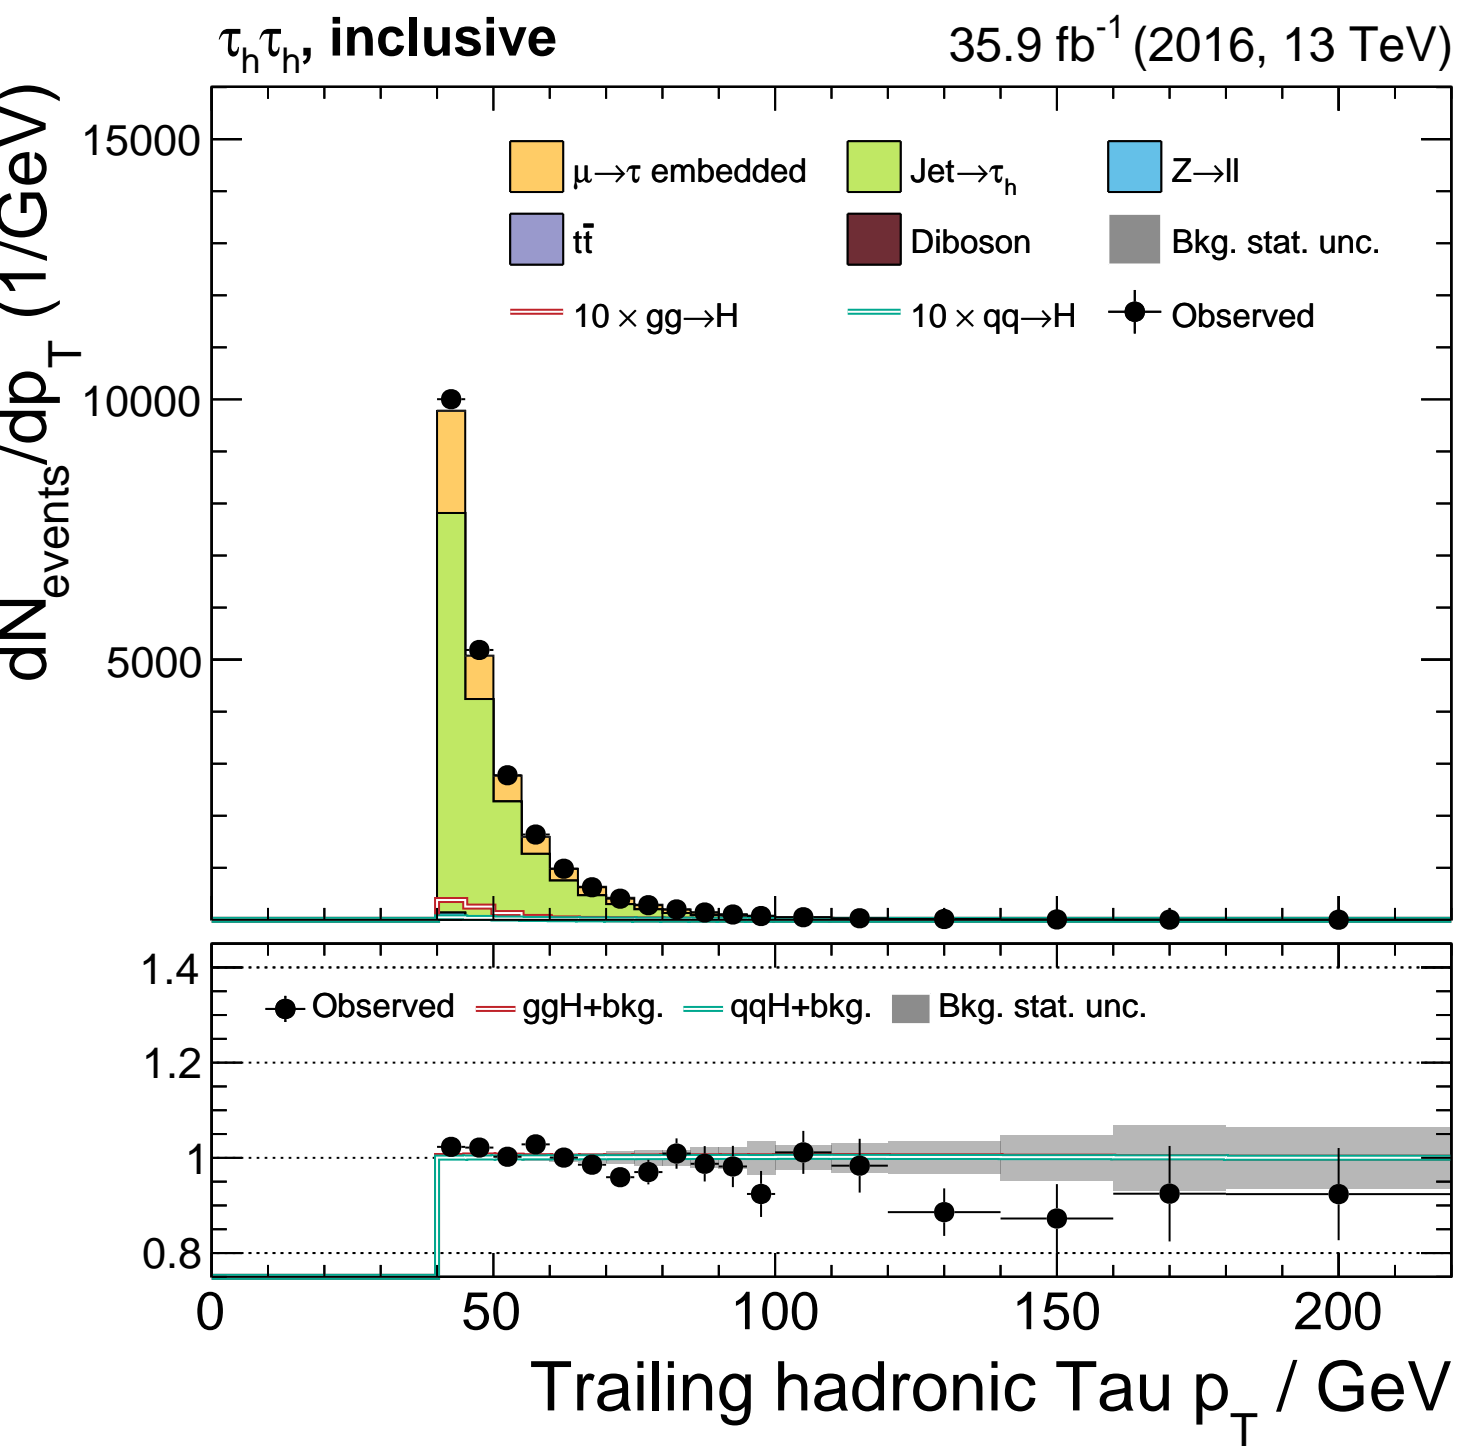 τhτh, inclusive
35.9 fb-1 (2016, 13 TeV)
dNevents/dpT (1/GeV)
15000
10000
5000
μ→τ embedded
Jet→τh
Z→ll
tt̄
Diboson
Bkg. stat. unc.
10 × gg→H
10 × qq→H
Observed
1.4
1.2
1
0.8
Observed
ggH+bkg.
qqH+bkg.
Bkg. stat. unc.
0
50
100
150
200
Trailing hadronic Tau pT / GeV